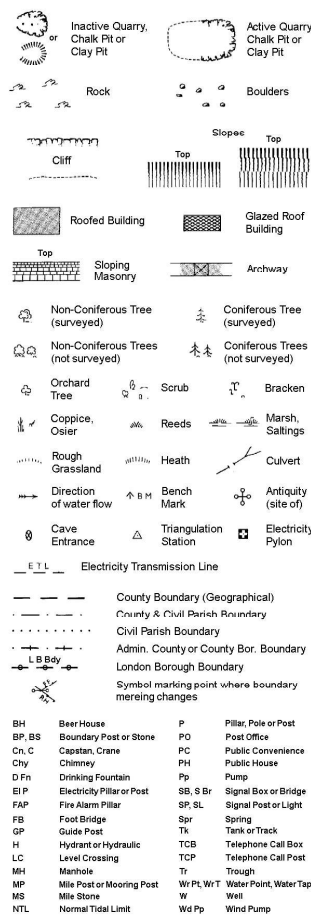 Inactive Quarry, Chalk Pit or Clay Pit
or
Active Quarry, Chalk Pit or Clay Pit
Rock
Boulders
Cliff
Slopes
Top
Top
Roofed Building
Glazed Roof Building
Top
Sloping Masonry
Archway
Non-Coniferous Tree (surveyed)
Coniferous Tree (surveyed)
Non-Coniferous Trees (not surveyed)
Coniferous Trees (not surveyed)
Orchard Tree
Scrub
Bracken
Coppice, Osier
Reeds
Marsh, Saltings
Rough Grassland
Heath
Culvert
Direction of water flow
B M
Bench Mark
Antiquity (site of)
Cave Entrance
Triangulation Station
Electricity Pylon
E T L
Electricity Transmission Line
County Boundary (Geographical)
County & Civil Parish Boundary
Civil Parish Boundary
Admin. County or County Bor. Boundary
L B Bdy
London Borough Boundary
Symbol marking point where boundary mereing changes
BH Beer House P Pillar, Pole or Post
BP, BS Boundary Post or Stone PO Post Office
Cn, C Capstan, Crane PC Public Convenience
Chy Chimney PH Public House
D Fn Drinking Fountain Pp Pump
El P Electricity Pillar or Post SB, S Br Signal Box or Bridge
FAP Fire Alarm Pillar SP, SL Signal Post or Light
FB Foot Bridge Spr Spring
GP Guide Post Tk Tank or Track
H Hydrant or Hydraulic TCB Telephone Call Box
LC Level Crossing TCP Telephone Call Post
MH Manhole Tr Trough
MP Mile Post or Mooring Post Wr Pt, Wr T Water Point, Water Tap
MS Mile Stone W Well
NTL Normal Tidal Limit Wd Pp Wind Pump